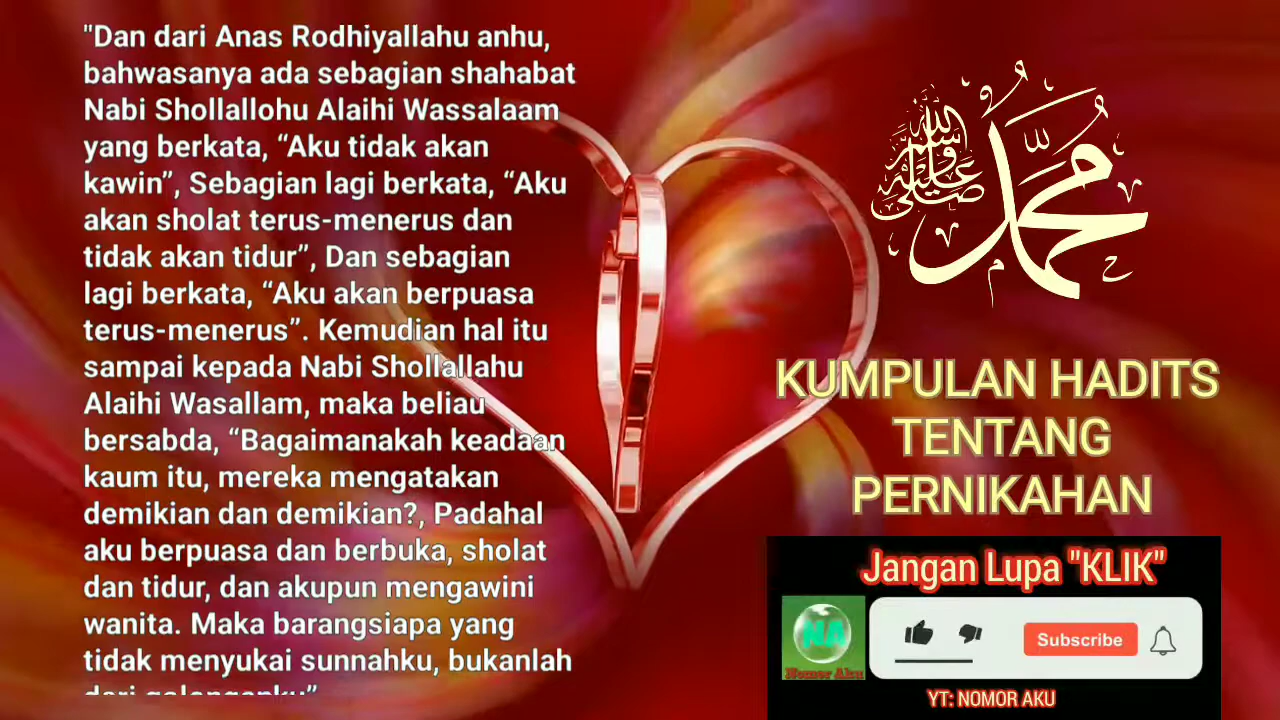 "Dan dari Anas Rodhiyallahu anhu,
bahwasanya ada sebagian shahabat
Nabi Shollallohu Alaihi Wassalaam
yang berkata, “Aku tidak akan
kawin”, Sebagian lagi berkata, “Aku
akan sholat terus-menerus dan
tidak akan tidur”, Dan sebagian
lagi berkata, “Aku akan berpuasa
terus-menerus”. Kemudian hal itu
sampai kepada Nabi Shollallahu
Alaihi Wasallam, maka beliau
bersabda, “Bagaimanakah keadaan
kaum itu, mereka mengatakan
demikian dan demikian?, Padahal
aku berpuasa dan berbuka, sholat
dan tidur, dan akupun mengawini
wanita. Maka barangsiapa yang
tidak menyukai sunnahku, bukanlah
dari golonganku”
محمد
صلى الله عليه وسلم
KUMPULAN HADITS
TENTANG
PERNIKAHAN
Jangan Lupa "KLIK"
NA
Nomor Aku
Subscribe
YT: NOMOR AKU